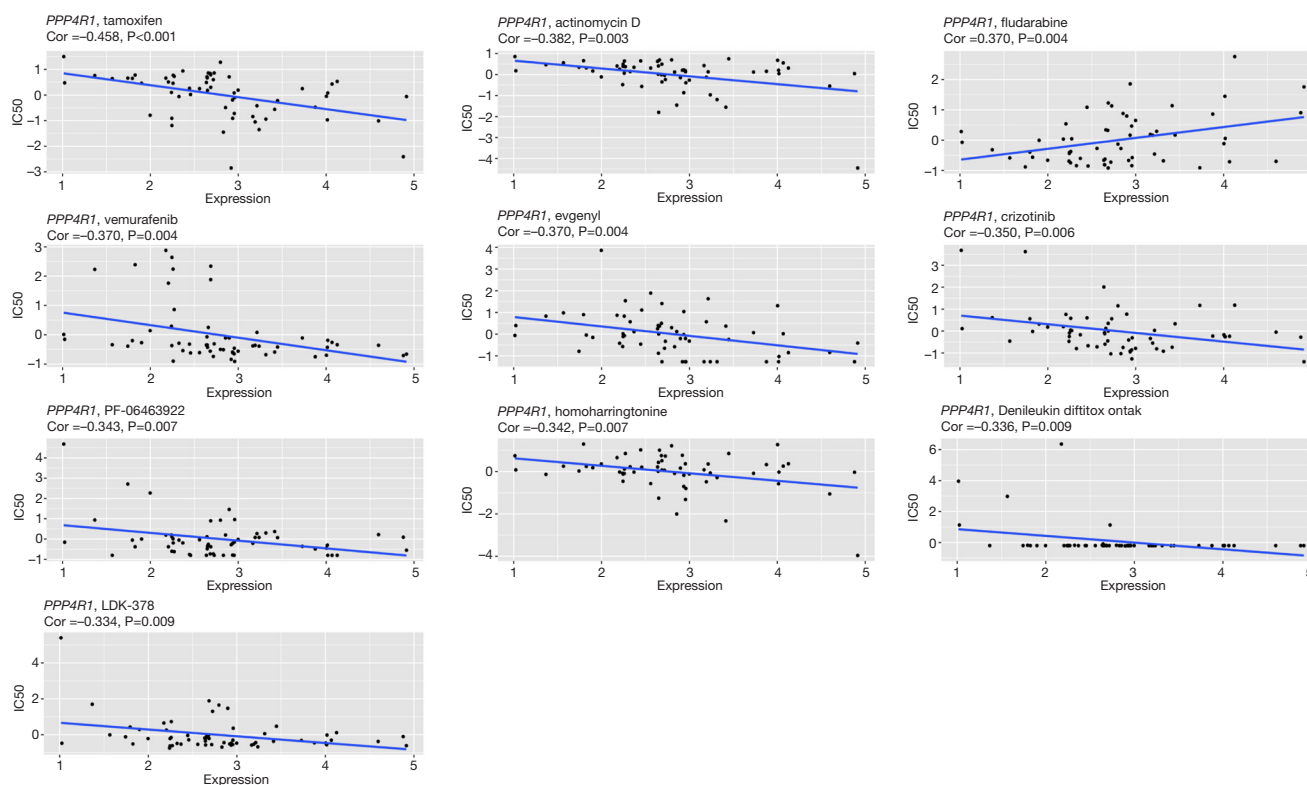 PPP4R1, tamoxifen
Cor =–0.458, P<0.001
1
0
–1
–2
–3
IC50
1 2 3 4 5
Expression
PPP4R1, actinomycin D
Cor =–0.382, P=0.003
1
0
–1
–2
–3
–4
IC50
1 2 3 4 5
Expression
PPP4R1, fludarabine
Cor =0.370, P=0.004
2
1
0
–1
IC50
1 2 3 4
Expression
PPP4R1, vemurafenib
Cor =–0.370, P=0.004
3
2
1
0
–1
IC50
1 2 3 4 5
Expression
PPP4R1, evgenyl
Cor =–0.370, P=0.004
4
3
2
1
0
–1
IC50
1 2 3 4 5
Expression
PPP4R1, crizotinib
Cor =–0.350, P=0.006
3
2
1
0
–1
IC50
1 2 3 4
Expression
PPP4R1, PF-06463922
Cor =–0.343, P=0.007
4
3
2
1
0
–1
IC50
1 2 3 4 5
Expression
PPP4R1, homoharringtonine
Cor =–0.342, P=0.007
0
–2
–4
IC50
1 2 3 4 5
Expression
PPP4R1, Denileukin diftitox ontak
Cor =–0.336, P=0.009
6
4
2
0
IC50
1 2 3 4 5
Expression
PPP4R1, LDK-378
Cor =–0.334, P=0.009
4
2
0
IC50
1 2 3 4 5
Expression